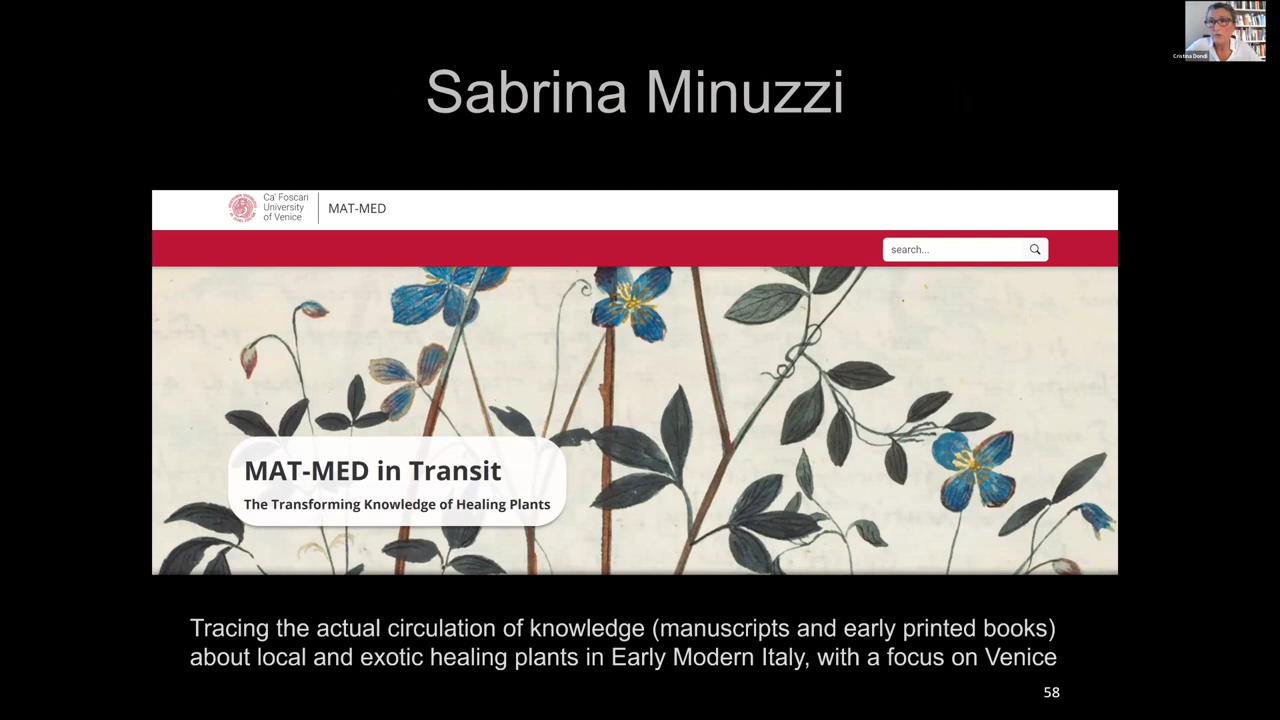 Cristina Dondi
Sabrina Minuzzi
Ca' Foscari
University
of Venice
MAT-MED
search...
MAT-MED in Transit
The Transforming Knowledge of Healing Plants
Tracing the actual circulation of knowledge (manuscripts and early printed books)
about local and exotic healing plants in Early Modern Italy, with a focus on Venice
58